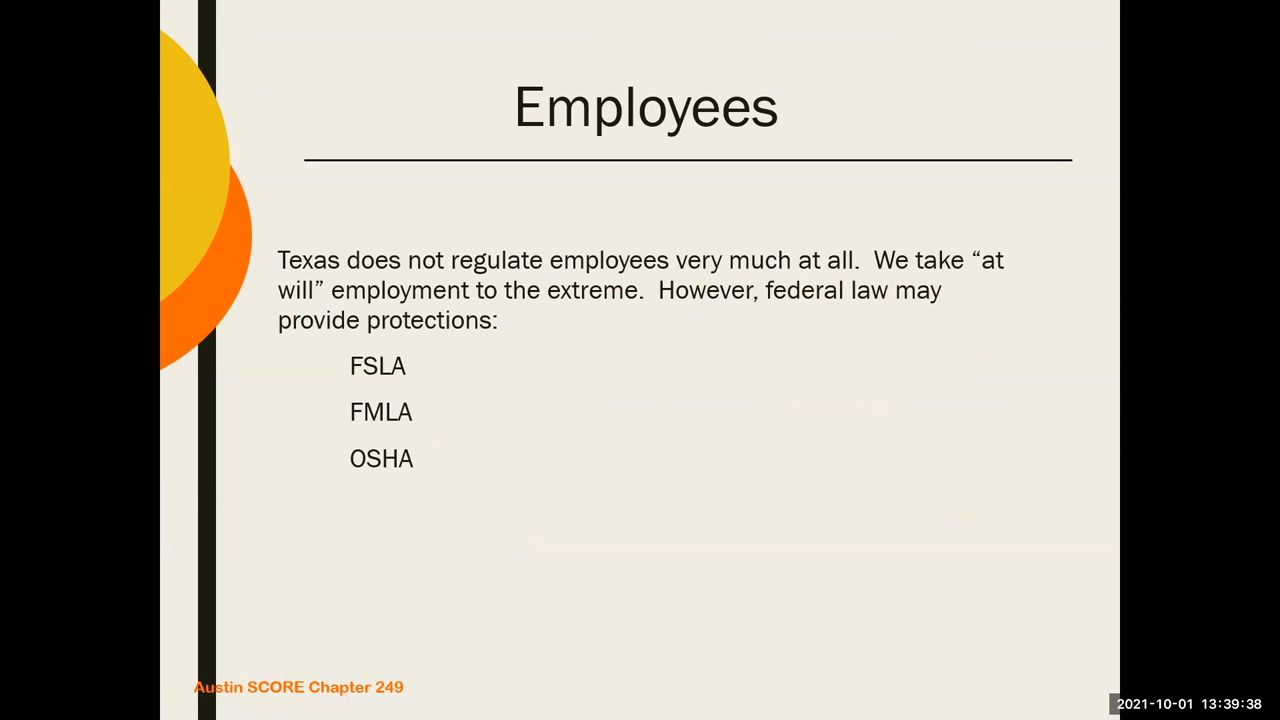 Employees
Texas does not regulate employees very much at all.  We take “at
will” employment to the extreme.  However, federal law may
provide protections:
FSLA
FMLA
OSHA
Austin SCORE Chapter 249
2021-10-01 13:39:38